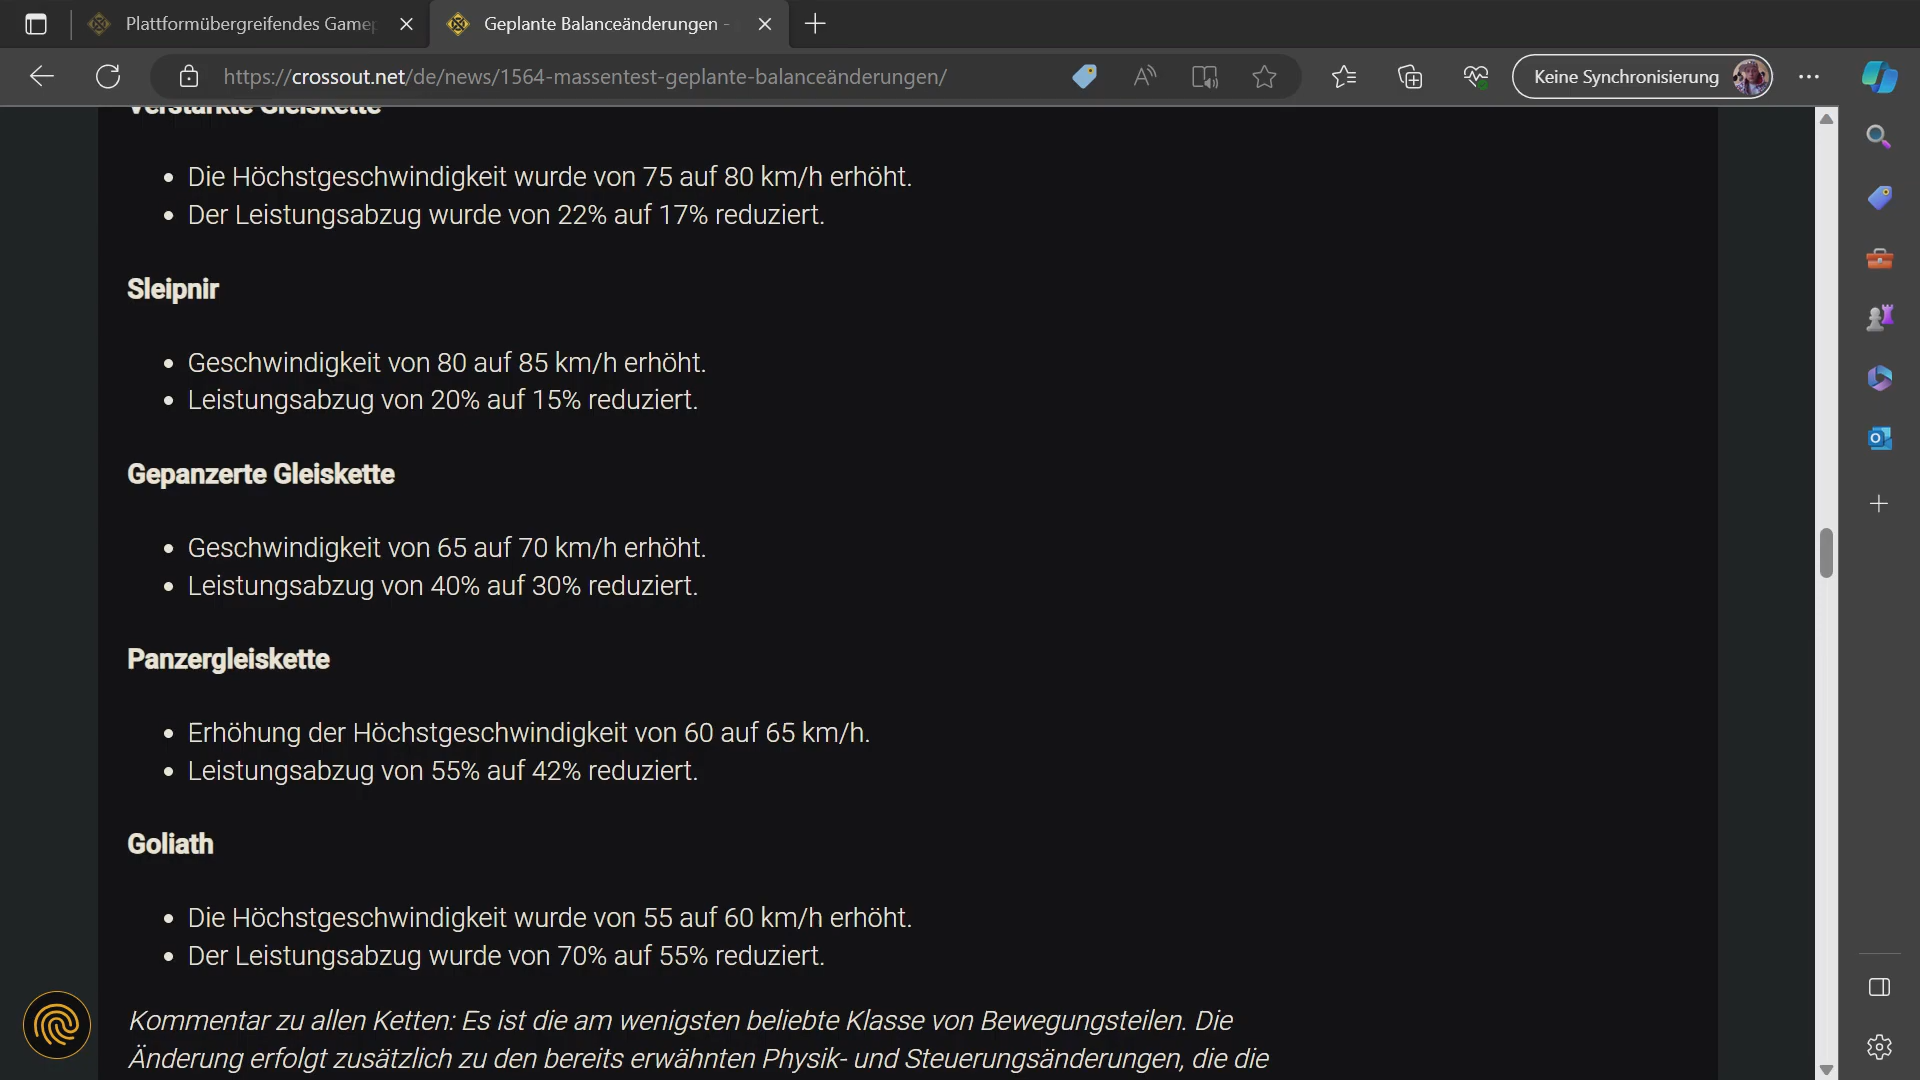 Plattformübergreifendes Gamep
Geplante Balanceänderungen -
https://crossout.net/de/news/1564-massentest-geplante-balanceänderungen/
Keine Synchronisierung
Verstärkte Gleiskette
• Die Höchstgeschwindigkeit wurde von 75 auf 80 km/h erhöht.
• Der Leistungsabzug wurde von 22% auf 17% reduziert.
Sleipnir
• Geschwindigkeit von 80 auf 85 km/h erhöht.
• Leistungsabzug von 20% auf 15% reduziert.
Gepanzerte Gleiskette
• Geschwindigkeit von 65 auf 70 km/h erhöht.
• Leistungsabzug von 40% auf 30% reduziert.
Panzergleiskette
• Erhöhung der Höchstgeschwindigkeit von 60 auf 65 km/h.
• Leistungsabzug von 55% auf 42% reduziert.
Goliath
• Die Höchstgeschwindigkeit wurde von 55 auf 60 km/h erhöht.
• Der Leistungsabzug wurde von 70% auf 55% reduziert.
Kommentar zu allen Ketten: Es ist die am wenigsten beliebte Klasse von Bewegungsteilen. Die
Änderung erfolgt zusätzlich zu den bereits erwähnten Physik- und Steuerungsänderungen, die die